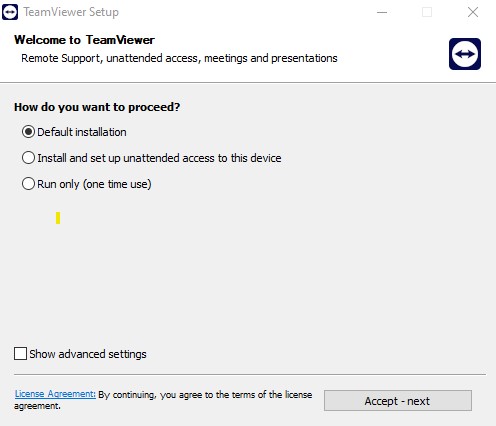 TeamViewer Setup
Welcome to TeamViewer
Remote Support, unattended access, meetings and presentations
How do you want to proceed?
Default installation
Install and set up unattended access to this device
Run only (one time use)
Show advanced settings
License Agreement: By continuing, you agree to the terms of the license
agreement.
Accept - next